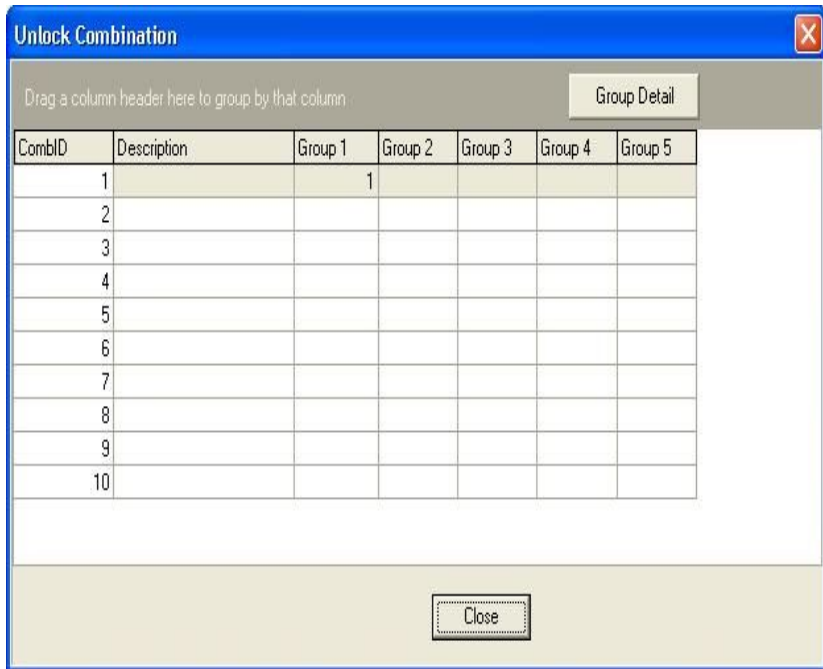 Unlock Combination
Drag a column header here to group by that column
Group Detail
CombID Description Group 1 Group 2 Group 3 Group 4 Group 5
1 1
2
3
4
5
6
7
8
9
10
Close